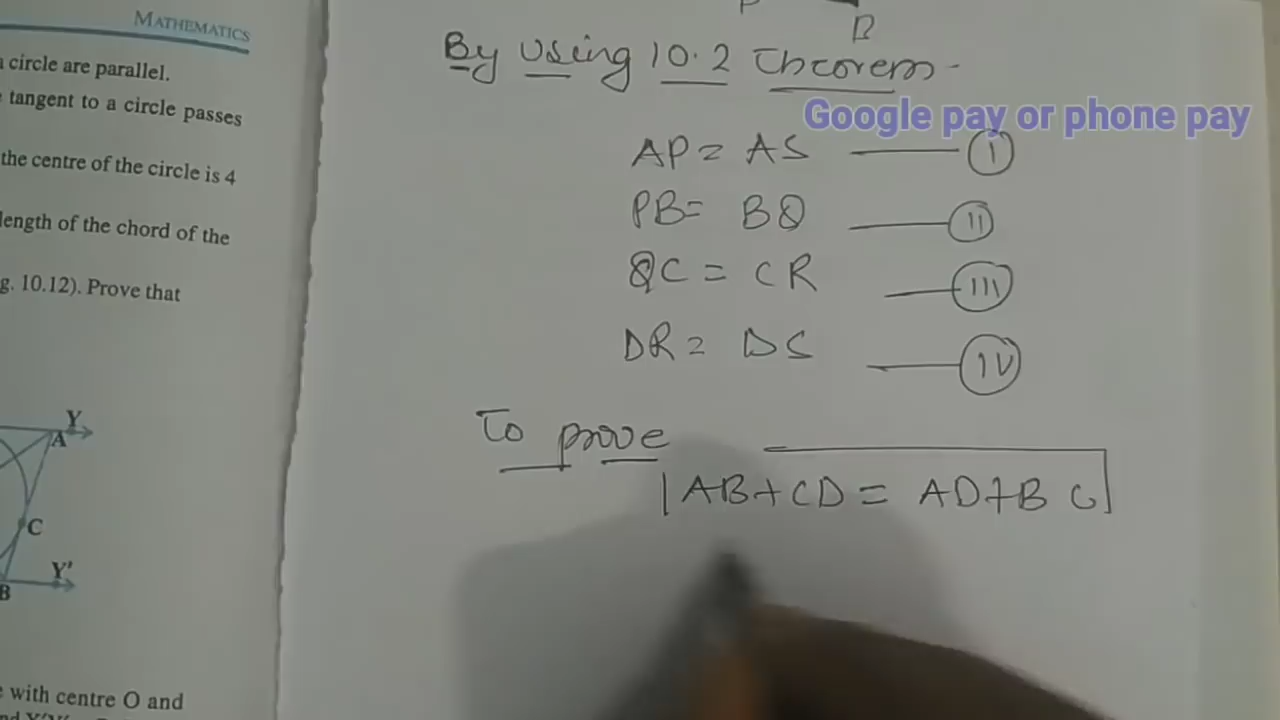 MATHEMATICS
circle are parallel.
tangent to a circle passes
the centre of the circle is 4
length of the chord of the
g. 10.12). Prove that
Y
A
C
Y'
B
with centre O and
P
B
By using 10.2 Theorem -
Google pay or phone pay
AP = AS I
PB = BQ II
QC = CR III
DR = DS IV
To prove
AB+CD = AD+BC